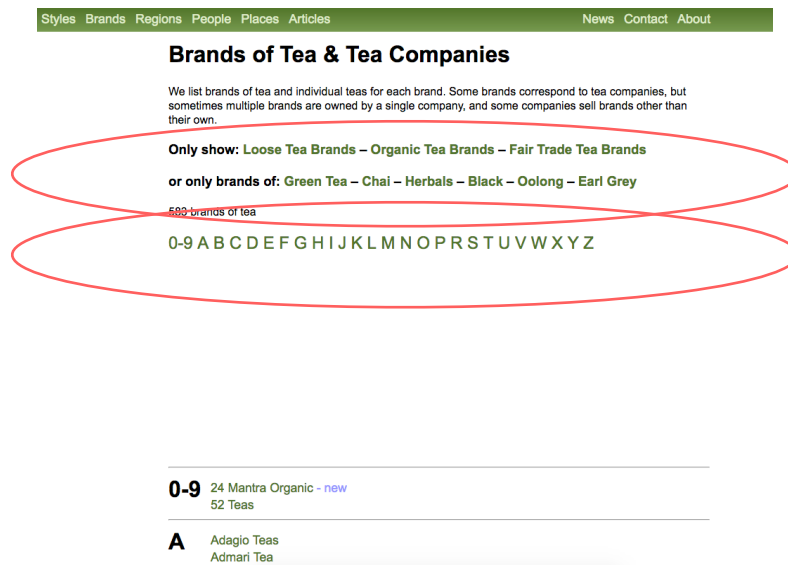 Styles Brands Regions People Places Articles News Contact About
Brands of Tea & Tea Companies
We list brands of tea and individual teas for each brand. Some brands correspond to tea companies, but
sometimes multiple brands are owned by a single company, and some companies sell brands other than
their own.
Only show: Loose Tea Brands – Organic Tea Brands – Fair Trade Tea Brands
or only brands of: Green Tea – Chai – Herbals – Black – Oolong – Earl Grey
583 brands of tea
0-9 A B C D E F G H I J K L M N O P R S T U V W X Y Z
0-9 24 Mantra Organic - new
52 Teas
A Adagio Teas
Admari Tea